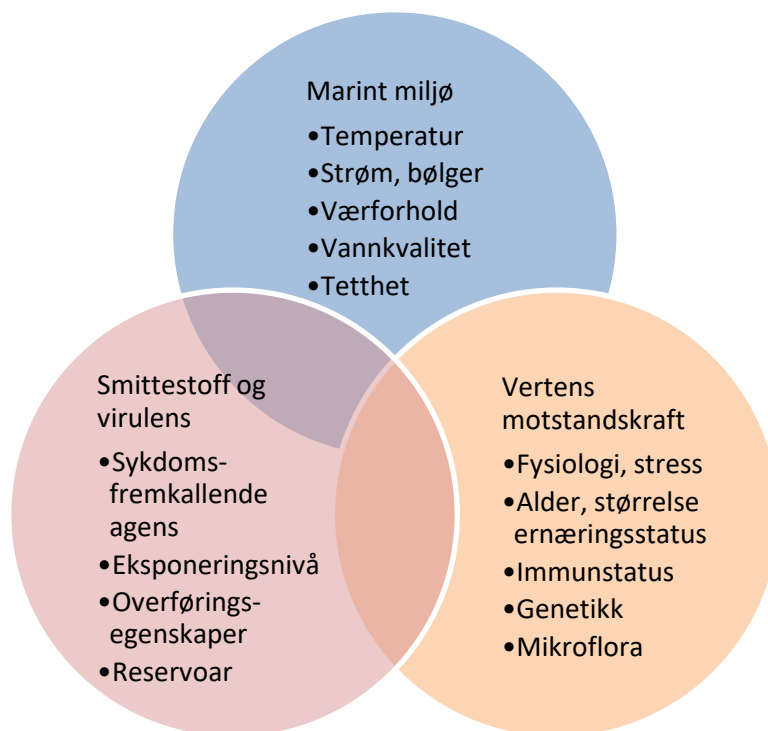 Marint miljø
•Temperatur
•Strøm, bølger
•Værforhold
•Vannkvalitet
•Tetthet
Smittestoff og
virulens
•Sykdoms-
fremkallende
agens
•Eksponeringsnivå
•Overførings-
egenskaper
•Reservoar
Vertens
motstandskraft
•Fysiologi, stress
•Alder, størrelse
ernæringsstatus
•Immunstatus
•Genetikk
•Mikroflora